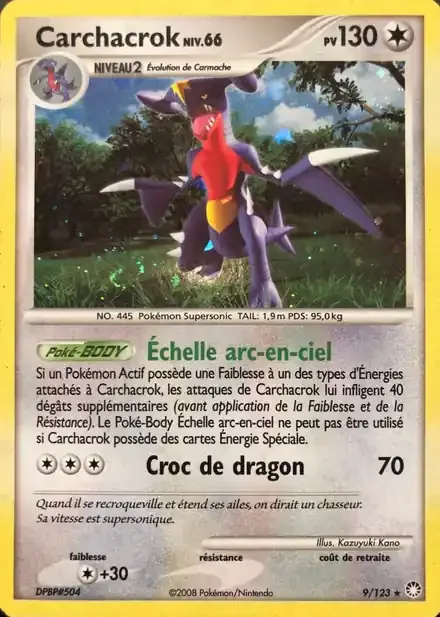 Carchacrok NIV.66 PV 130
NIVEAU 2 Évolution de Carmache
NO. 445 Pokémon Supersonic TAIL: 1,9 m PDS: 95,0 kg
Poké-BODY Échelle arc-en-ciel
Si un Pokémon Actif possède une Faiblesse à un des types d'Énergies
attachés à Carchacrok, les attaques de Carchacrok lui infligent 40
dégâts supplémentaires (avant application de la Faiblesse et de la
Résistance). Le Poké-Body Échelle arc-en-ciel ne peut pas être utilisé
si Carchacrok possède des cartes Énergie Spéciale.
Croc de dragon 70
Quand il se recroqueville et étend ses ailes, on dirait un chasseur.
Sa vitesse est supersonique.
Illus. Kazuyuki Kano
faiblesse résistance coût de retraite
+30
DPBP#504 ©2008 Pokémon/Nintendo 9/123 ★